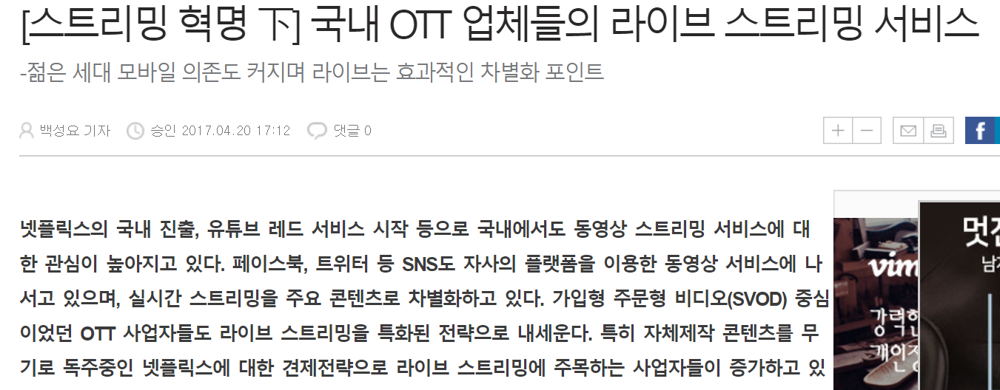 [스트리밍 혁명 下] 국내 OTT 업체들의 라이브 스트리밍 서비스
-젊은 세대 모바일 의존도 커지며 라이브는 효과적인 차별화 포인트
백성요 기자 승인 2017.04.20 17:12 댓글 0
넷플릭스의 국내 진출, 유튜브 레드 서비스 시작 등으로 국내에서도 동영상 스트리밍 서비스에 대
한 관심이 높아지고 있다. 페이스북, 트위터 등 SNS도 자사의 플랫폼을 이용한 동영상 서비스에 나
서고 있으며, 실시간 스트리밍을 주요 콘텐츠로 차별화하고 있다. 가입형 주문형 비디오(SVOD) 중심
이었던 OTT 사업자들도 라이브 스트리밍을 특화된 전략으로 내세운다. 특히 자체제작 콘텐츠를 무
기로 독주중인 넷플릭스에 대한 견제전략으로 라이브 스트리밍에 주목하는 사업자들이 증가하고 있